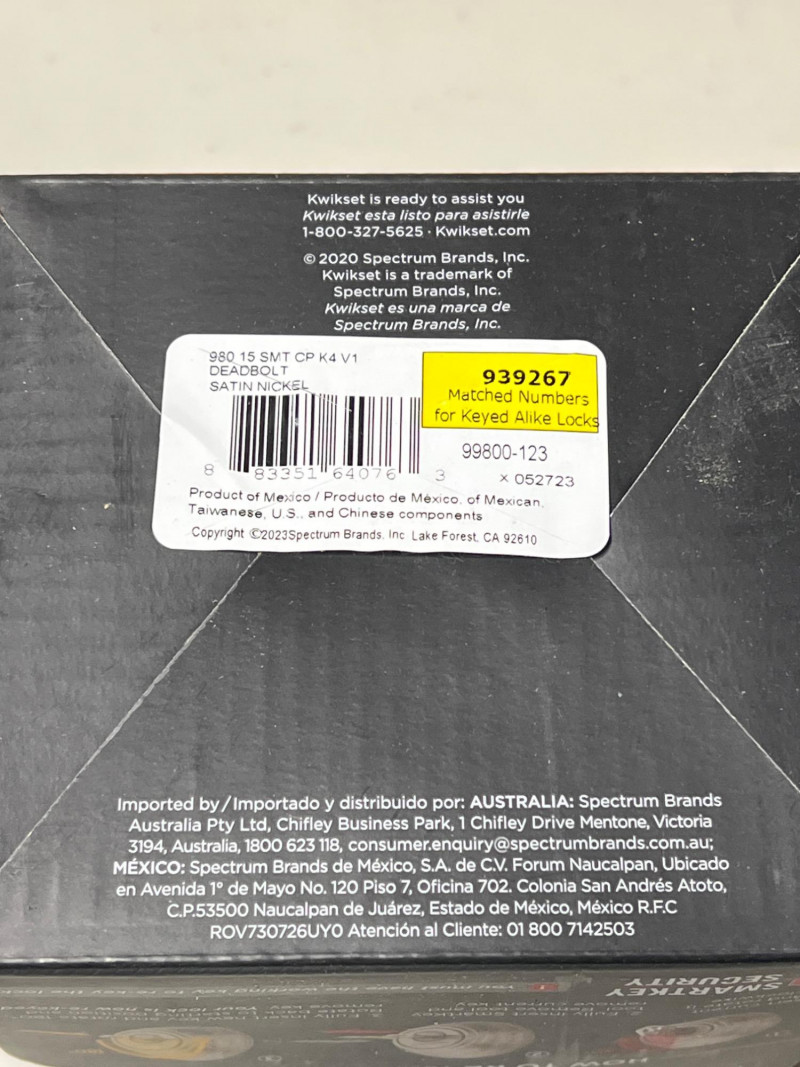 Kwikset is ready to assist you
Kwikset esta listo para asistirle
1-800-327-5625 · Kwikset.com
© 2020 Spectrum Brands, Inc.
Kwikset is a trademark of
Spectrum Brands, Inc.
Kwikset es una marca de
Spectrum Brands, Inc.
980 15 SMT CP K4 V1
DEADBOLT
SATIN NICKEL
939267
Matched Numbers
for Keyed Alike Locks
99800-123
8 83351 64076 3
X 052723
Product of Mexico / Producto de México. of Mexican,
Taiwanese, U.S., and Chinese components
Copyright ©2023Spectrum Brands, Inc Lake Forest, CA 92610
Imported by/Importado y distribuido por: AUSTRALIA: Spectrum Brands
Australia Pty Ltd, Chifley Business Park, 1 Chifley Drive Mentone, Victoria
3194, Australia, 1800 623 118, consumer.enquiry@spectrumbrands.com.au;
MÉXICO: Spectrum Brands de México, S.A. de C.V. Forum Naucalpan, Ubicado
en Avenida 1° de Mayo No. 120 Piso 7, Oficina 702. Colonia San Andrés Atoto,
C.P.53500 Naucalpan de Juárez, Estado de México, México R.F.C
ROV730726UY0 Atención al Cliente: 01 800 7142503
SMARTKEY
SECURITY